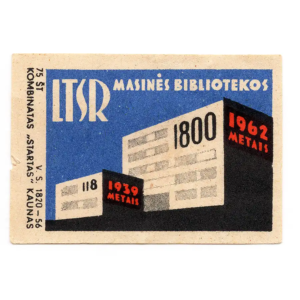 LTSR MASINĖS BIBLIOTEKOS
1800
1962
METAIS
118
1939
METAIS
75 ŠT V. S. 1820 – 56
KOMBINATAS „STARTAS" KAUNAS